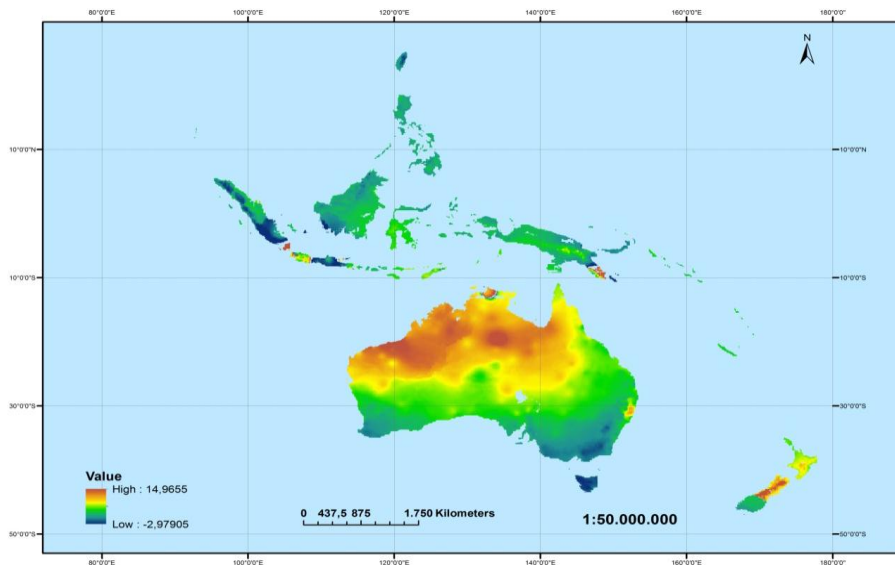 80°0'0"E 100°0'0"E 120°0'0"E 140°0'0"E 160°0'0"E 180°0'0"
N
10°0'0"N 10°0'0"N
10°0'0"S 10°0'0"S
30°0'0"S 30°0'0"S
Value
High : 14,9655
Low : -2,97905
0 437,5 875 1.750 Kilometers
1:50.000.000
50°0'0"S 50°0'0"S
80°0'0"E 100°0'0"E 120°0'0"E 140°0'0"E 160°0'0"E 180°0'0"